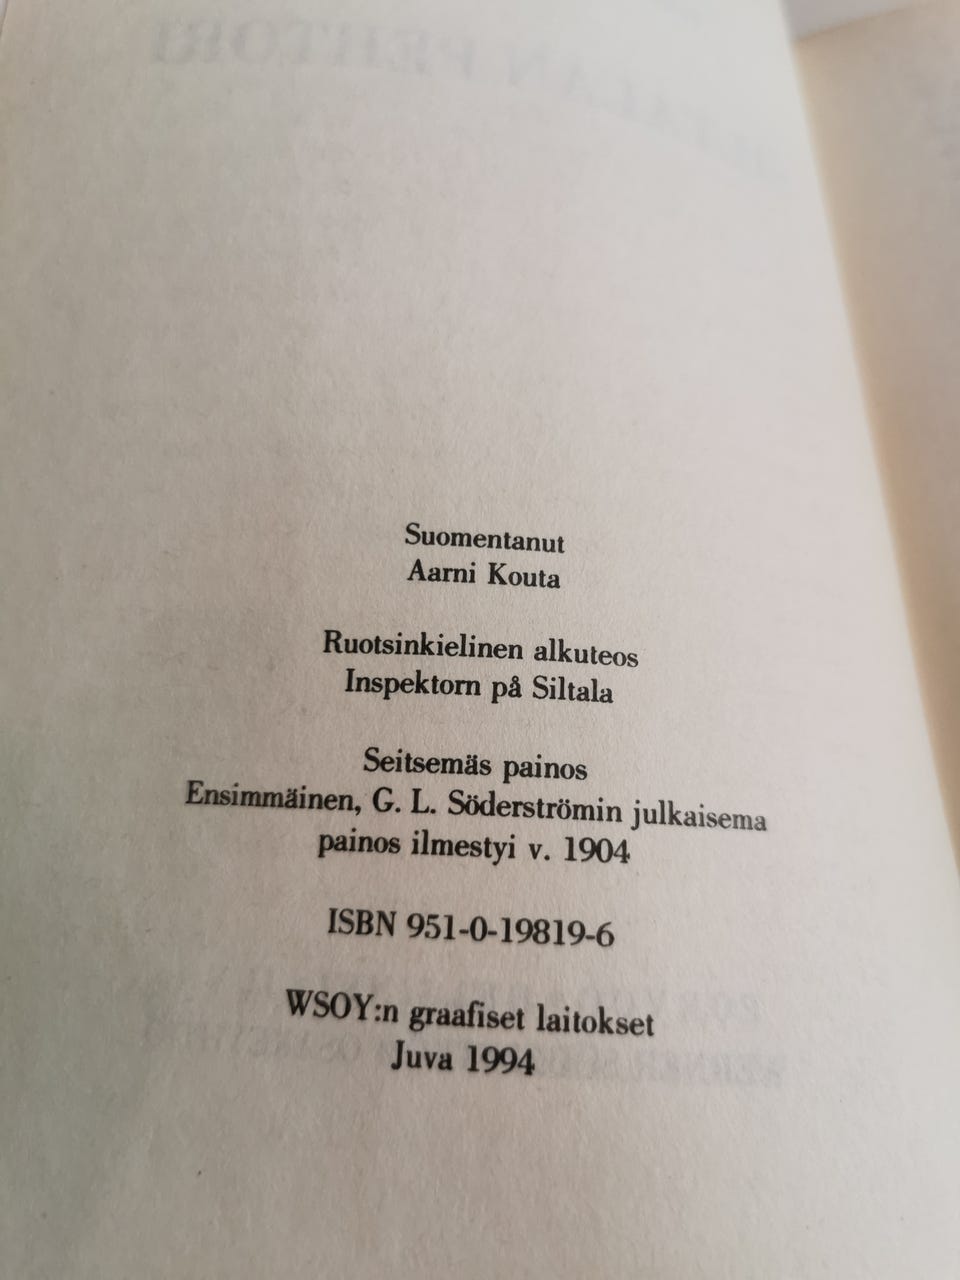 Suomentanut
Aarni Kouta
Ruotsinkielinen alkuteos
Inspektorn på Siltala
Seitsemäs painos
Ensimmäinen, G. L. Söderströmin julkaisema
painos ilmestyi v. 1904
ISBN 951-0-19819-6
WSOY:n graafiset laitokset
Juva 1994